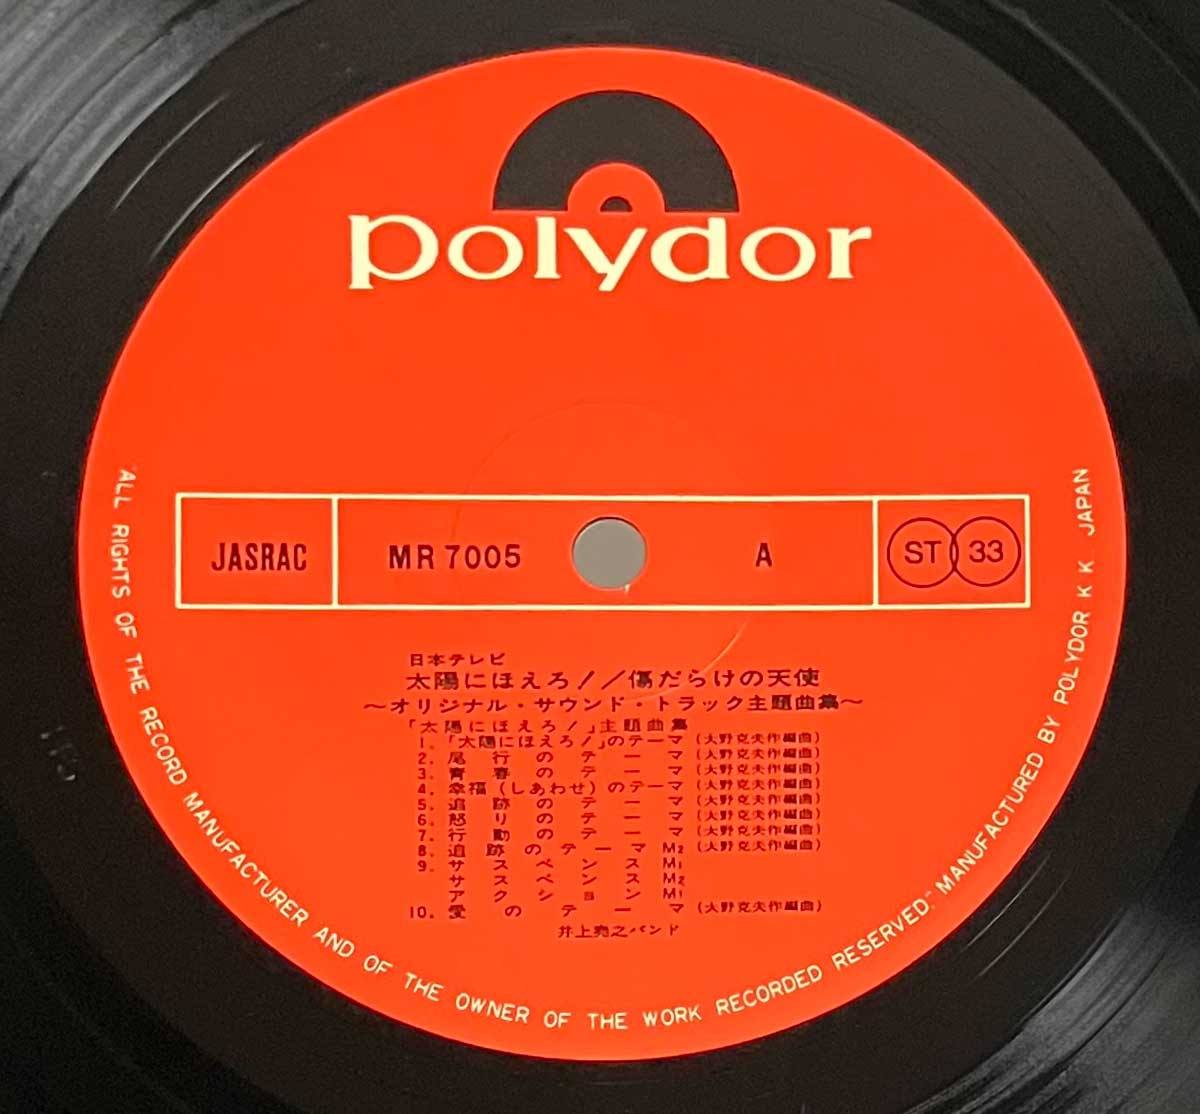 polydor
JASRAC
MR 7005
A
ST 33
日本テレビ
太陽にほえろ!/傷だらけの天使
〜オリジナル・サウンド・トラック主題曲集〜
「太陽にほえろ!」主題曲集
1.「太陽にほえろ!」のテーマ (大野克夫作編曲)
2. 尾行のテーマ (大野克夫作編曲)
3. 青春のテーマ (大野克夫作編曲)
4. 幸福(しあわせ)のテーマ (大野克夫作編曲)
5. 追跡のテーマ (大野克夫作編曲)
6. 怒りのテーマ (大野克夫作編曲)
7. 行動のテーマ (大野克夫作編曲)
8. 追跡のテーマ M2 (大野克夫作編曲)
9. サスペンス M1
サスペンス M2
アクション M1
10. 愛のテーマ (大野克夫作編曲)
井上堯之バンド
"ALL RIGHTS OF THE RECORD MANUFACTURER AND OF THE OWNER OF THE WORK RECORDED RESERVED." MANUFACTURED BY POLYDOR K K JAPAN